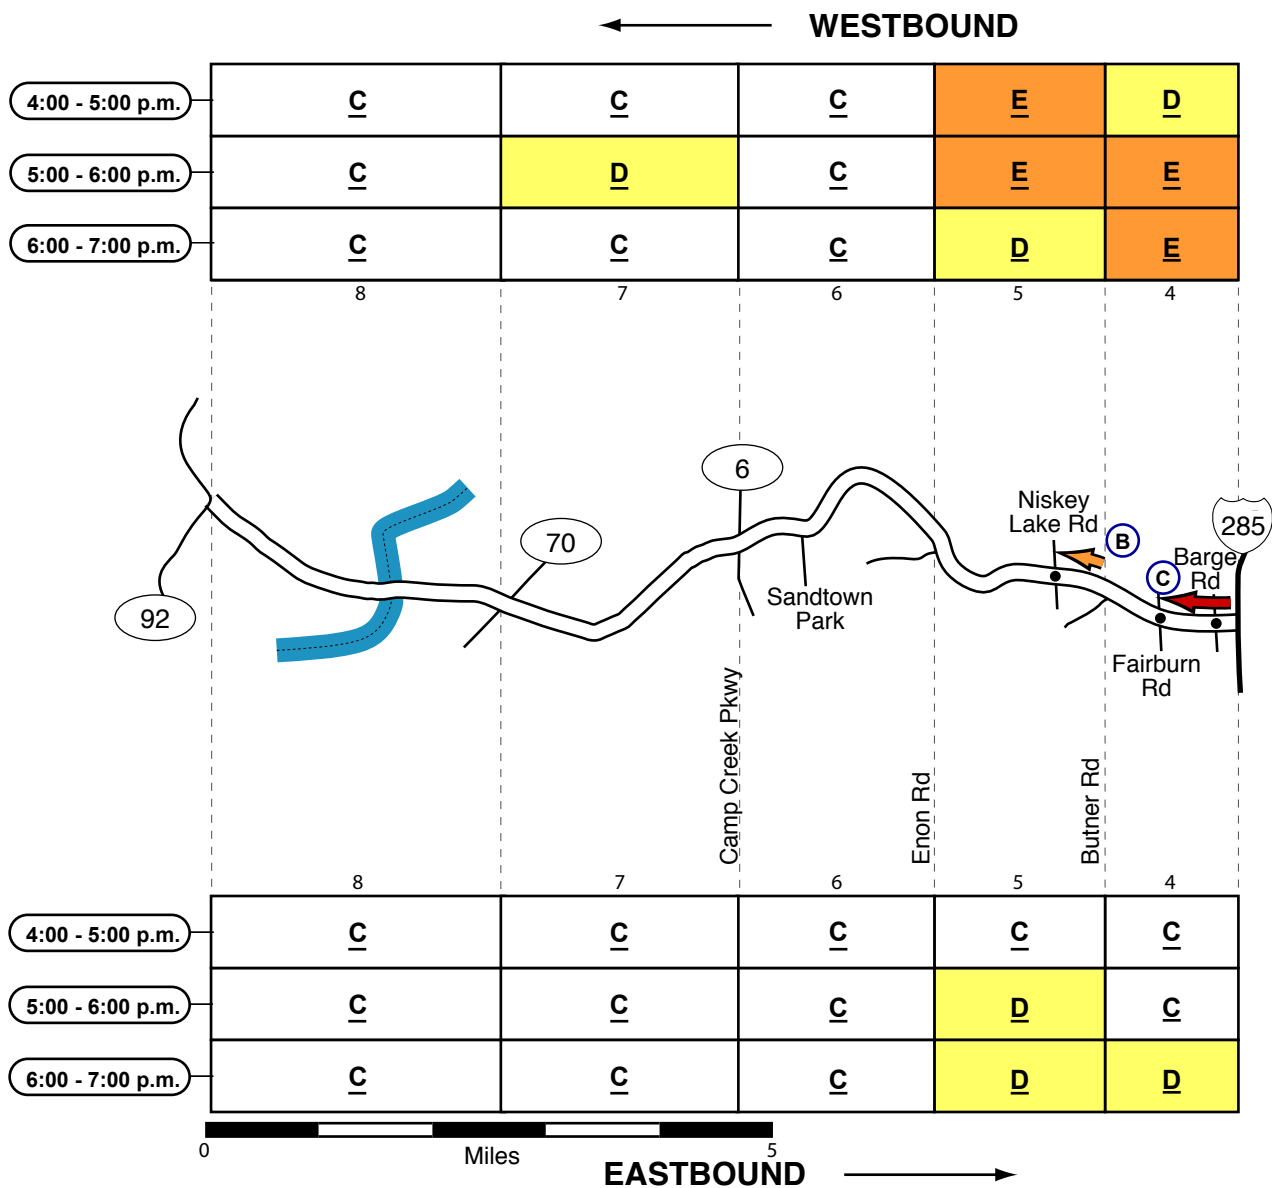 WESTBOUND
4:00 - 5:00 p.m. C C C E D
5:00 - 6:00 p.m. C D C E E
6:00 - 7:00 p.m. C C C D E
8 7 6 5 4
6
Niskey
Lake Rd
285
B
70
Barge
Rd
C
92
Sandtown
Park
Fairburn
Rd
Camp Creek Pkwy
Enon Rd
Butner Rd
8 7 6 5 4
4:00 - 5:00 p.m. C C C C C
5:00 - 6:00 p.m. C C C D C
6:00 - 7:00 p.m. C C C D D
0 Miles 5
EASTBOUND